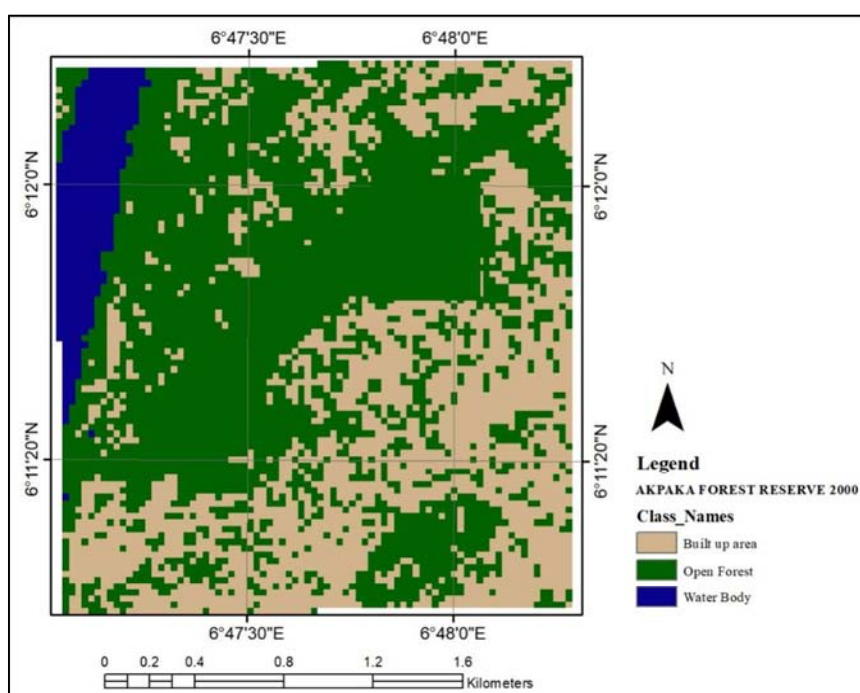 6°47'30"E 6°48'0"E
6°12'0"N 6°12'0"N
6°11'20"N 6°11'20"N
N
Legend
AKPAKA FOREST RESERVE 2000
Class_Names
Built up area
Open Forest
Water Body
6°47'30"E 6°48'0"E
0 0.2 0.4 0.8 1.2 1.6
Kilometers